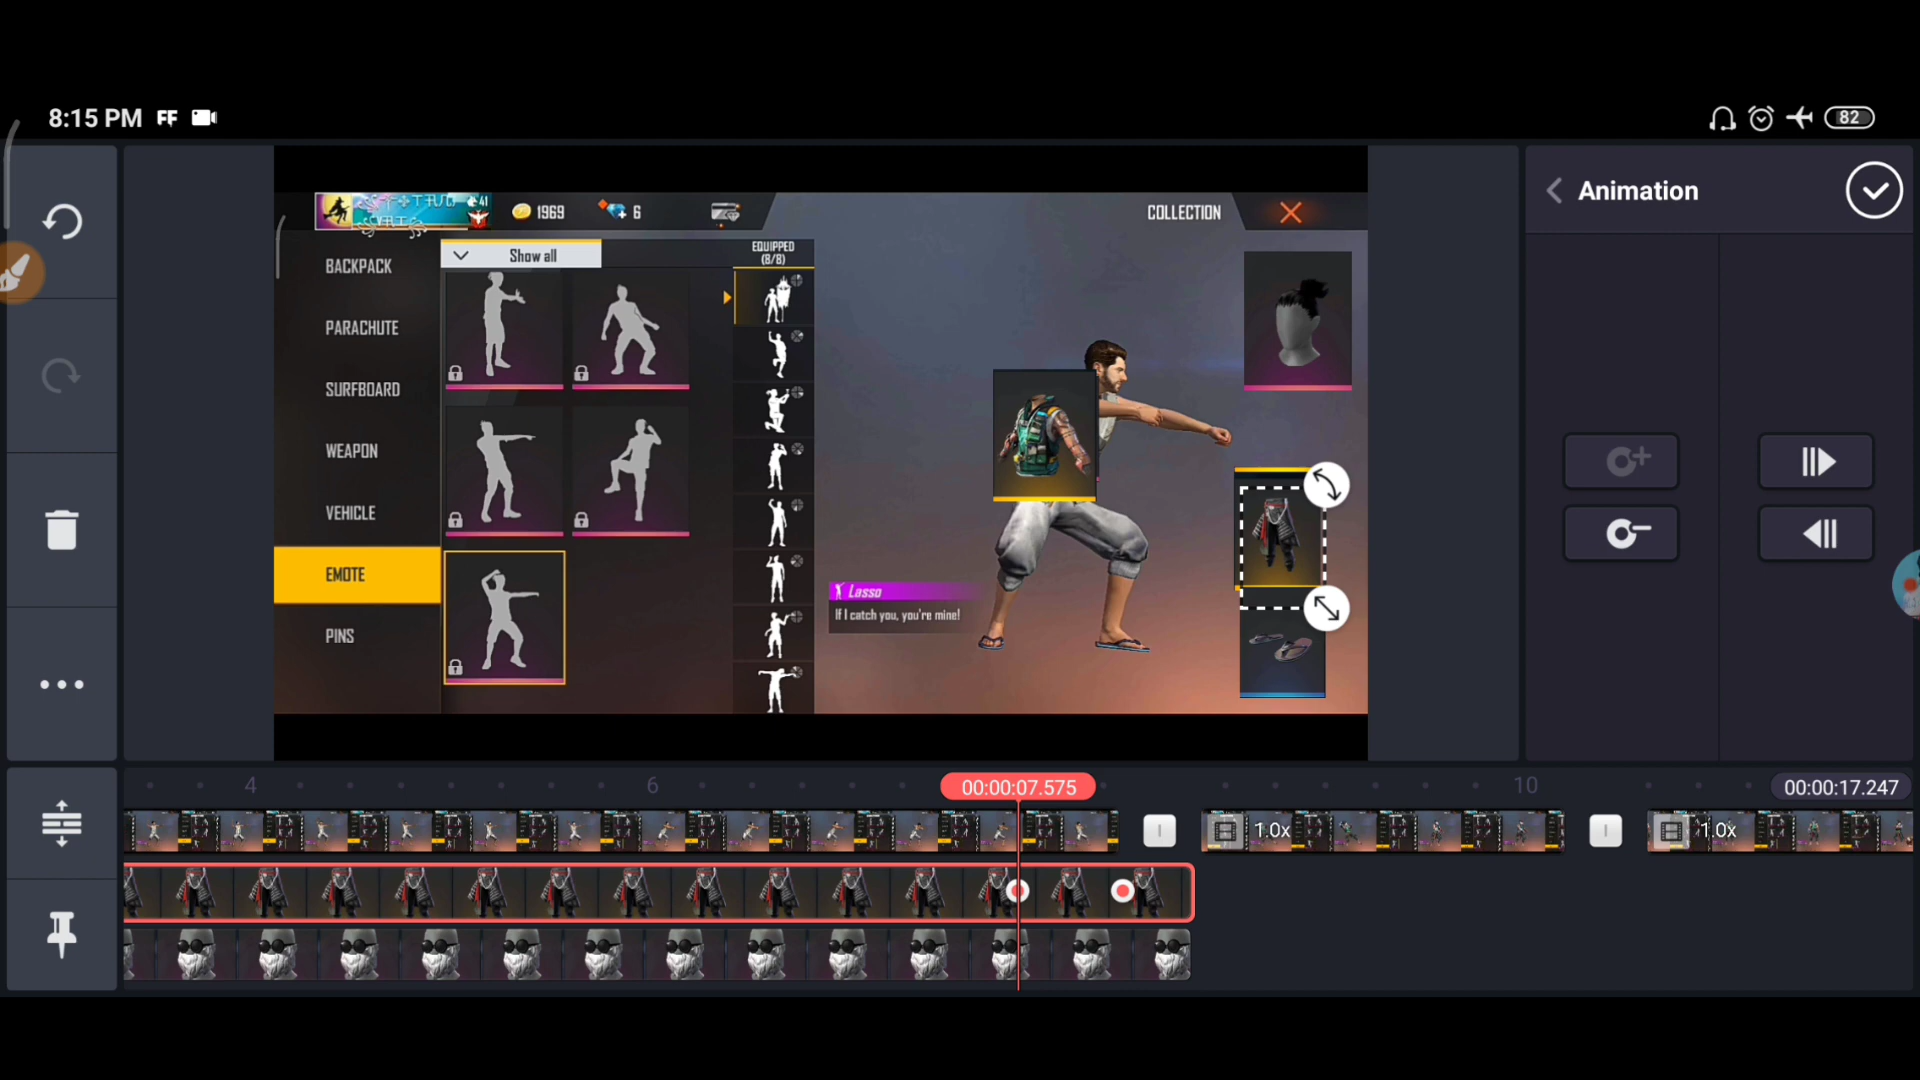 8:15 PM FF
82
Animation
41
1969
6
COLLECTION
Show all
EQUIPPED
(8/8)
BACKPACK
PARACHUTE
SURFBOARD
WEAPON
VEHICLE
EMOTE
PINS
Lasso
If I catch you, you're mine!
4
6
00:00:07.575
10
00:00:17.247
1.0x
1.0x